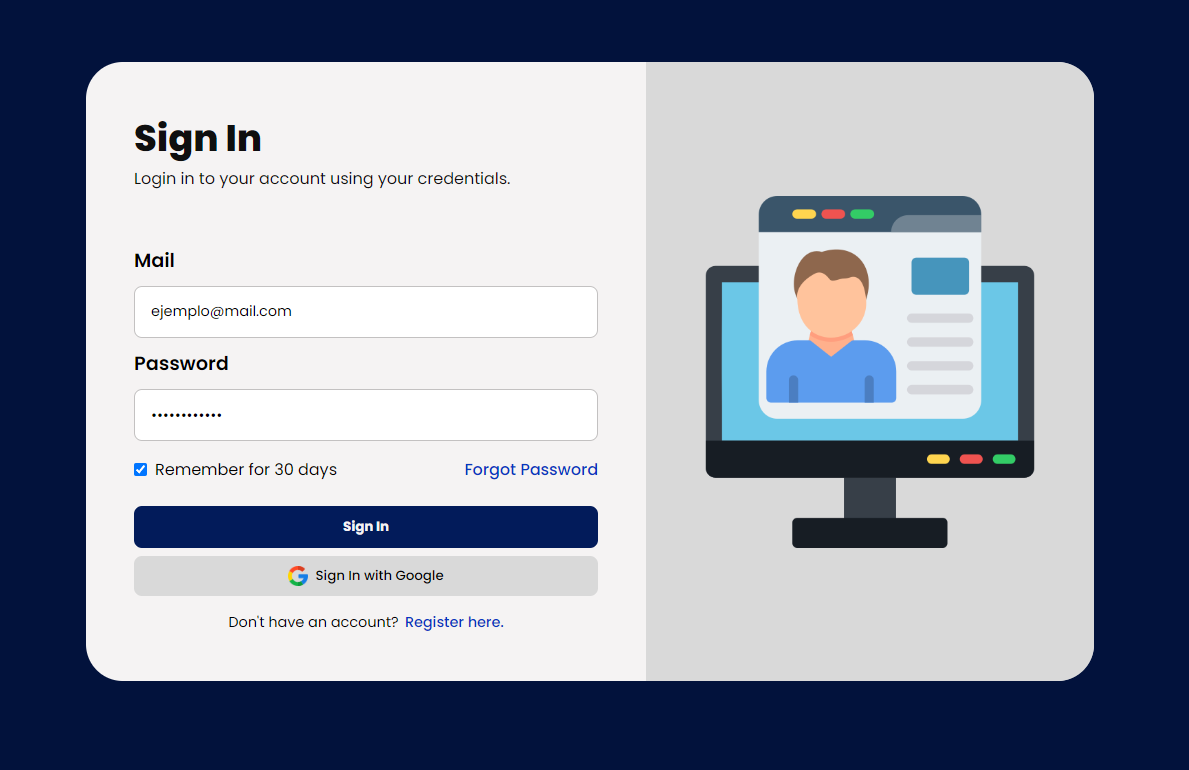 Sign In
Login in to your account using your credentials.
Mail
ejemplo@mail.com
Password
••••••••••••
Remember for 30 days
Forgot Password
Sign In
Sign In with Google
Don't have an account? Register here.